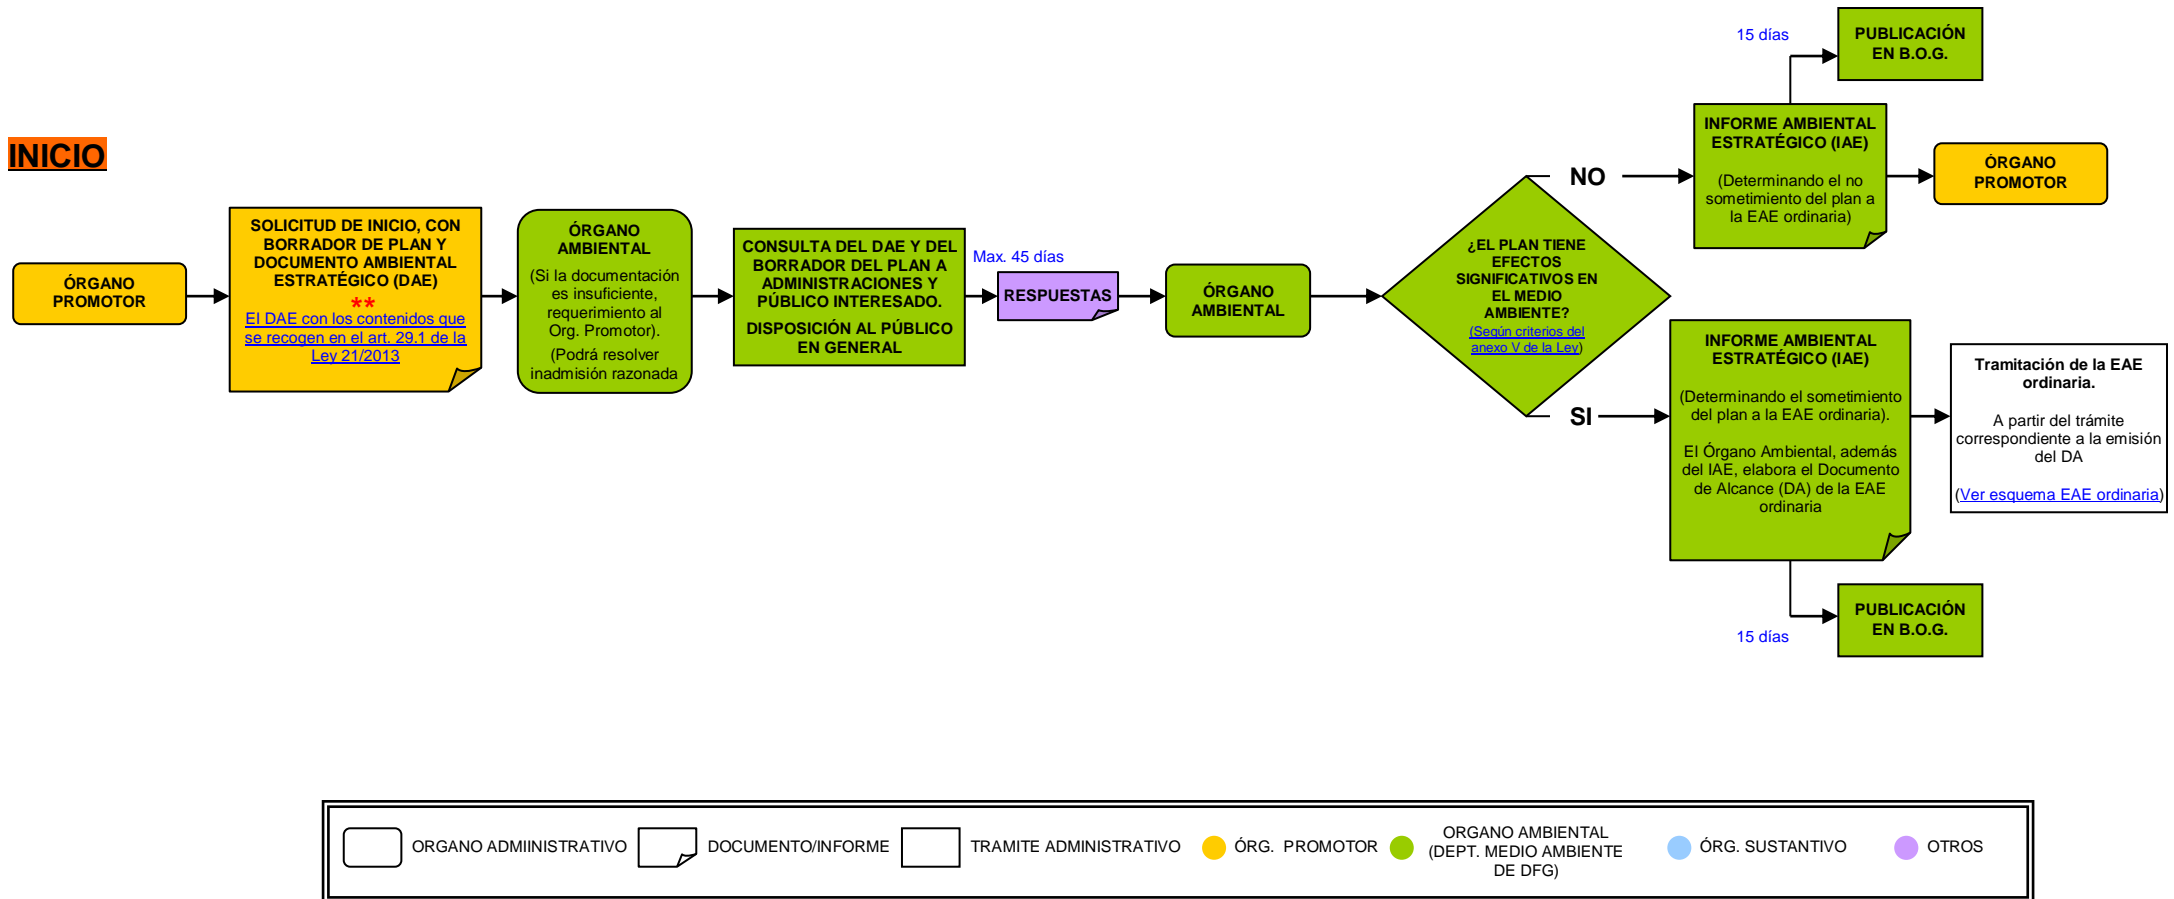 INICIO
ÓRGANO
PROMOTOR
SOLICITUD DE INICIO, CON
BORRADOR DE PLAN Y
DOCUMENTO AMBIENTAL
ESTRATÉGICO (DAE)
**
El DAE con los contenidos que
se recogen en el art. 29.1 de la
Ley 21/2013
ÓRGANO
AMBIENTAL
(Si la documentación
es insuficiente,
requerimiento al
Org. Promotor).
(Podrá resolver
inadmisión razonada
CONSULTA DEL DAE Y DEL
BORRADOR DEL PLAN A
ADMINISTRACIONES Y
PÚBLICO INTERESADO.
DISPOSICIÓN AL PÚBLICO
EN GENERAL
Max. 45 días
RESPUESTAS
ÓRGANO
AMBIENTAL
¿EL PLAN TIENE
EFECTOS
SIGNIFICATIVOS EN
EL MEDIO
AMBIENTE?
(Según criterios del
anexo V de la Ley)
NO
INFORME AMBIENTAL
ESTRATÉGICO (IAE)
(Determinando el no
sometimiento del plan a
la EAE ordinaria)
15 días
PUBLICACIÓN
EN B.O.G.
ÓRGANO
PROMOTOR
SI
INFORME AMBIENTAL
ESTRATÉGICO (IAE)
(Determinando el sometimiento
del plan a la EAE ordinaria).
El Órgano Ambiental, además
del IAE, elabora el Documento
de Alcance (DA) de la EAE
ordinaria
Tramitación de la EAE
ordinaria.
A partir del trámite
correspondiente a la emisión
del DA
(Ver esquema EAE ordinaria)
15 días
PUBLICACIÓN
EN B.O.G.
ORGANO ADMIINISTRATIVO
DOCUMENTO/INFORME
TRAMITE ADMINISTRATIVO
ÓRG. PROMOTOR
ORGANO AMBIENTAL
(DEPT. MEDIO AMBIENTE
DE DFG)
ÓRG. SUSTANTIVO
OTROS